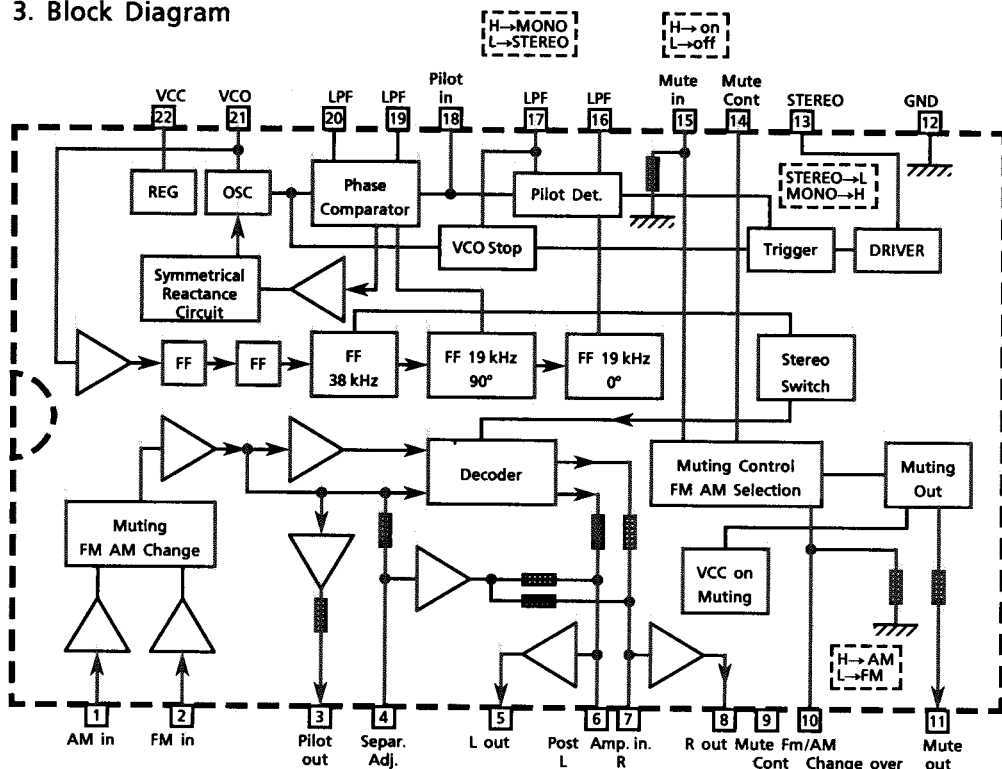 3. Block Diagram
H→MONO
L→STEREO
H→on
L→off
VCC
VCO
LPF
LPF
Pilot
in
LPF
LPF
Mute
in
Mute
Cont
STEREO
GND
22
21
20
19
18
17
16
15
14
13
12
REG
OSC
Phase
Comparator
Pilot Det.
STEREO→L
MONO→H
VCO Stop
Trigger
DRIVER
Symmetrical
Reactance
Circuit
FF
FF
FF
38 kHz
FF 19 kHz
90°
FF 19 kHz
0°
Stereo
Switch
Decoder
Muting Control
FM AM Selection
Muting
Out
Muting
FM AM Change
VCC on
Muting
H→AM
L→FM
1
2
3
4
5
6
7
8
9
10
11
AM in
FM in
Pilot
out
Separ.
Adj.
L out
Post Amp. in.
L R
R out
Mute
Cont
Fm/AM
Change over
Mute
out